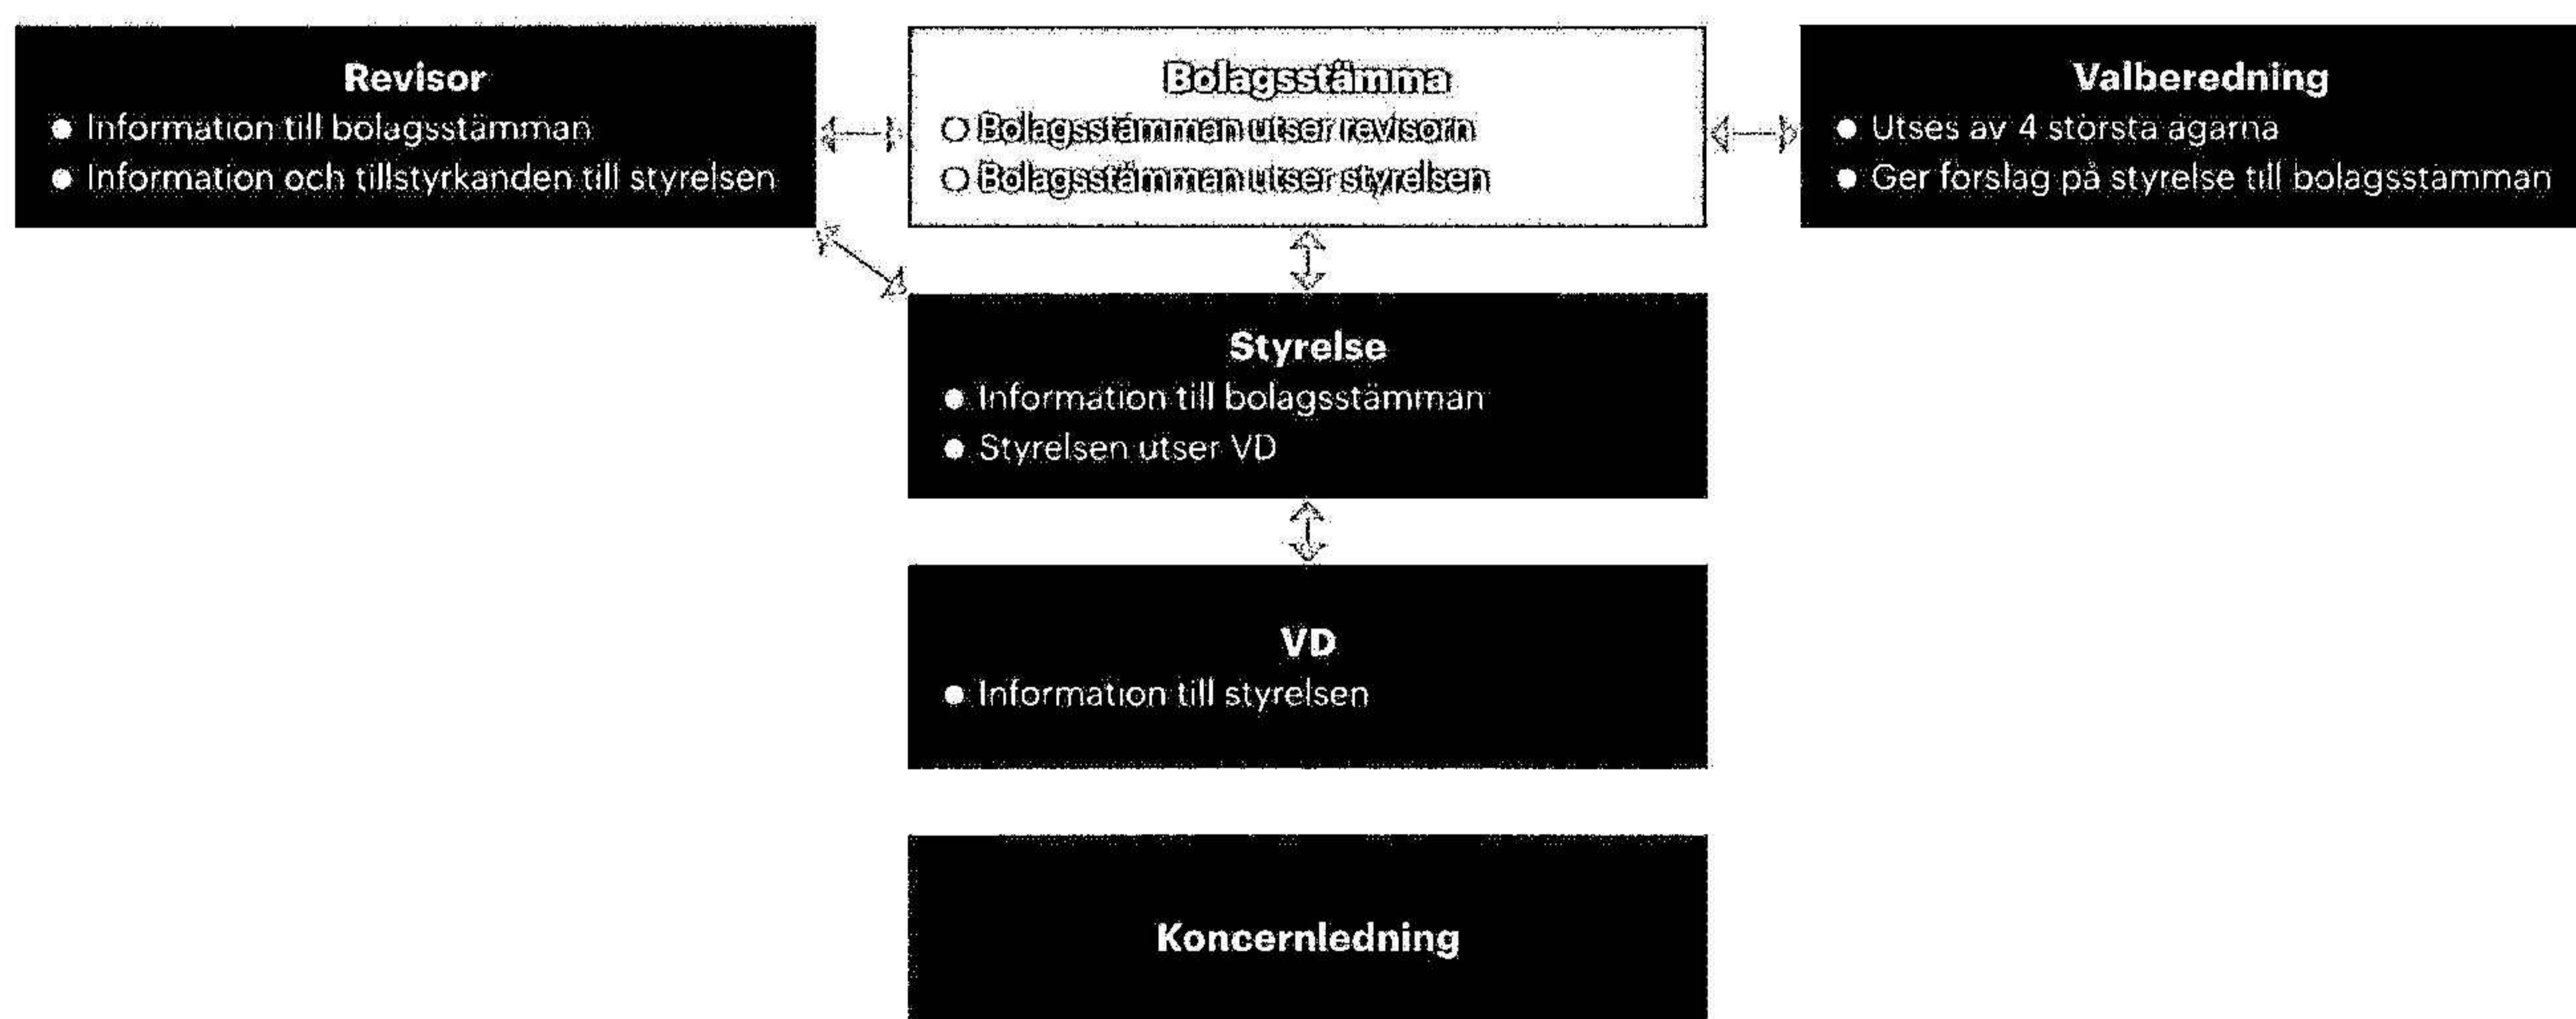 Revisor
● Information till bolagsstämman
● Information och tillstyrkanden till styrelsen
Bolagsstämma
○ Bolagsstämman utser revisorn
○ Bolagsstämman utser styrelsen
Valberedning
● Utses av 4 största ägarna
● Ger förslag på styrelse till bolagsstämman
Styrelse
● Information till bolagsstämman
● Styrelsen utser VD
VD
● Information till styrelsen
Koncernledning